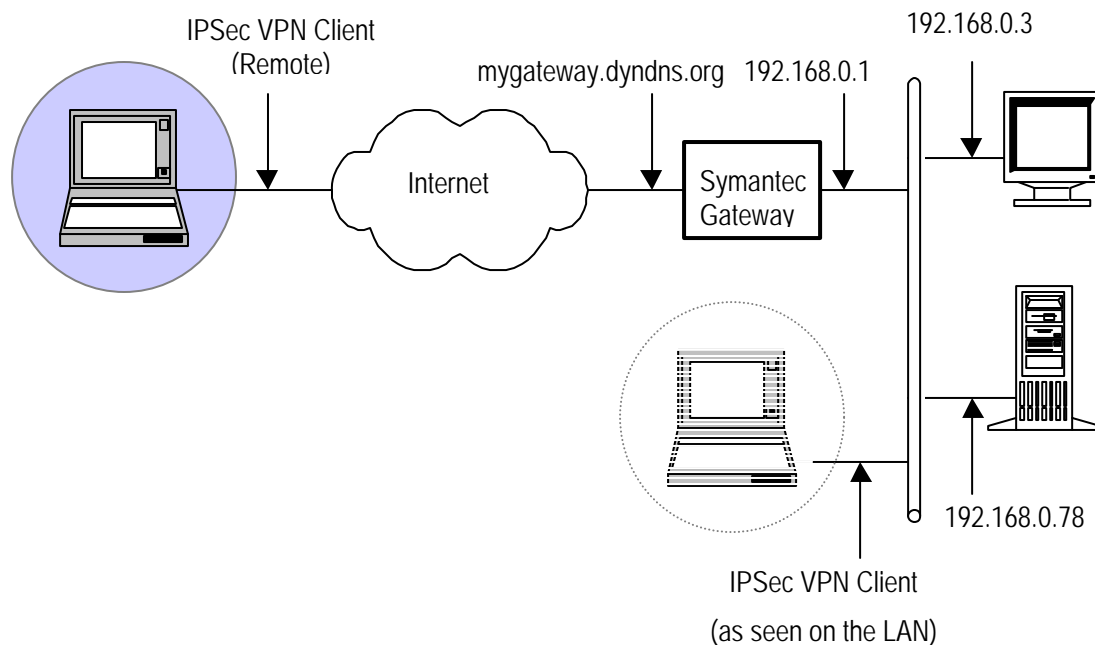 192.168.0.3
IPSec VPN Client
(Remote)
mygateway.dyndns.org
192.168.0.1
Internet
Symantec
Gateway
192.168.0.78
IPSec VPN Client
(as seen on the LAN)